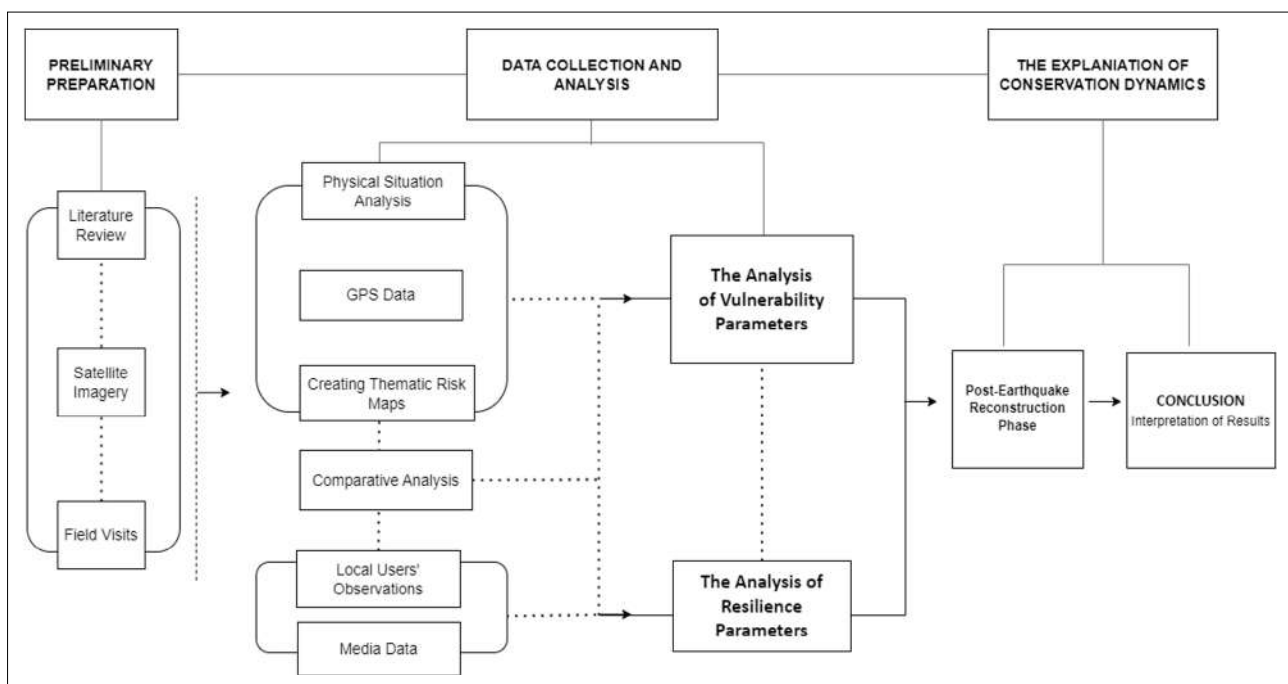 PRELIMINARY
PREPARATION
DATA COLLECTION AND
ANALYSIS
THE EXPLANIATION OF
CONSERVATION DYNAMICS
Literature
Review
Satellite
Imagery
Field Visits
Physical Situation
Analysis
GPS Data
Creating Thematic Risk
Maps
Comparative Analysis
Local Users'
Observations
Media Data
The Analysis
of Vulnerability
Parameters
The Analysis of
Resilience
Parameters
Post-Earthquake
Reconstruction
Phase
CONCLUSION
Interpretation of Results